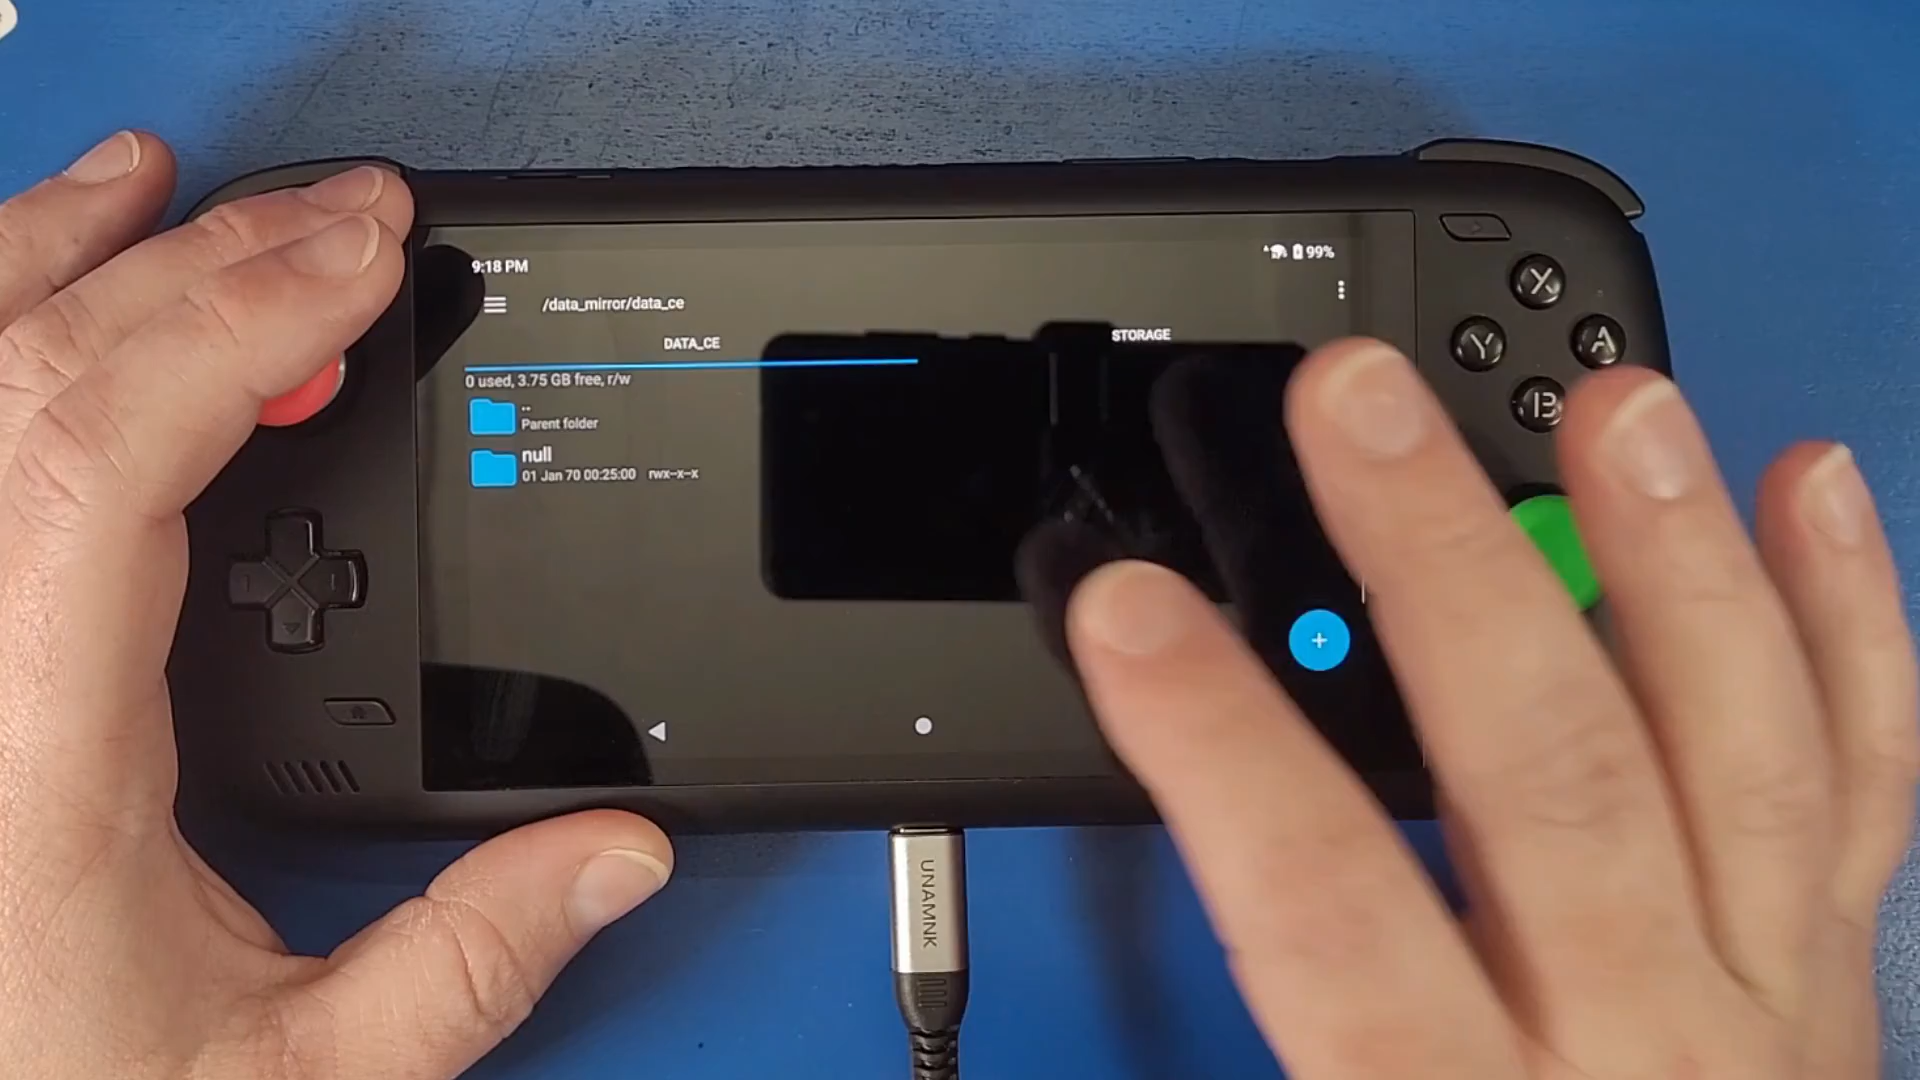 9:18 PM
99%
/data_mirror/data_ce
DATA_CE
STORAGE
0 used, 3.75 GB free, r/w
..
Parent folder
null
01 Jan 70 00:25:00 rwx--x--x
+
X
Y
A
B
UNAMNK